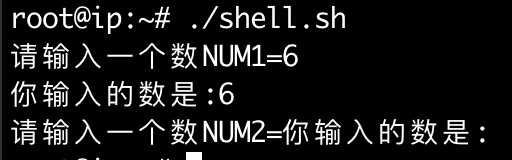 root@ip:~# ./shell.sh
请输入一个数NUM1=6
你输入的数是:6
请输入一个数NUM2=你输入的数是: